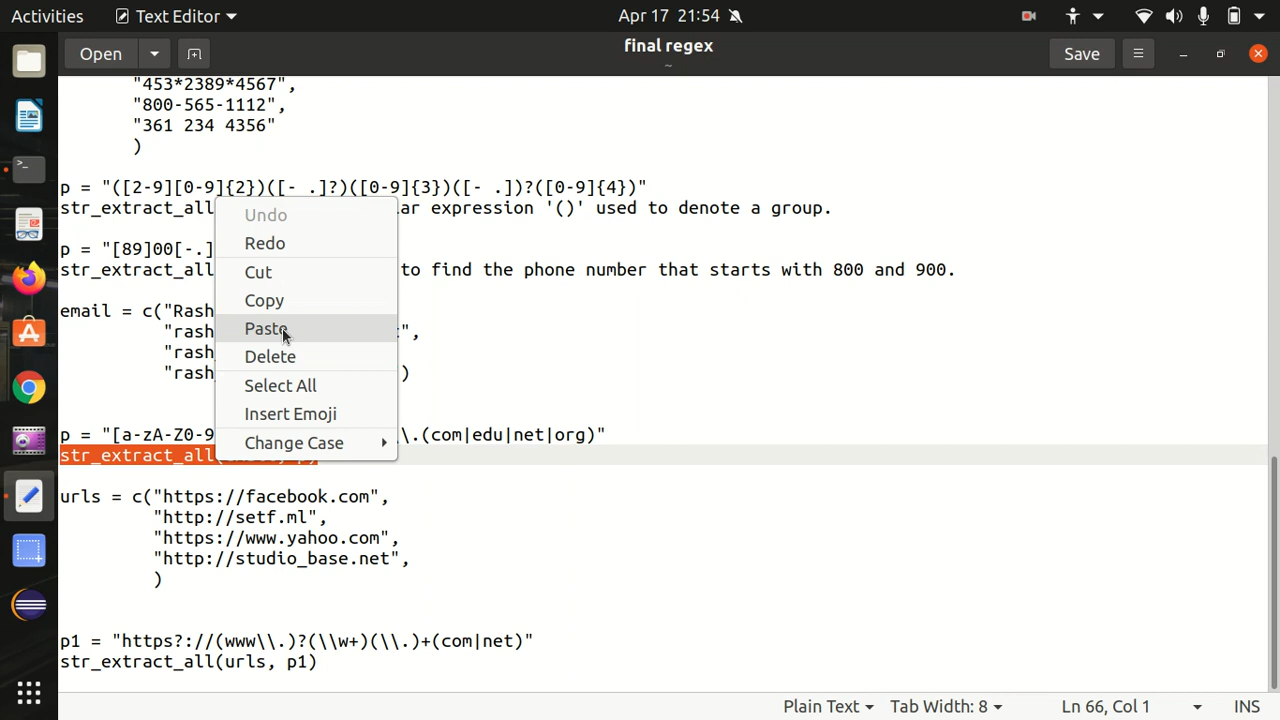 Activities Text Editor Apr 17 21:54
Open final regex Save
~
"453*2389*4567",
"800-565-1112",
"361 234 4356"
)
p = "([2-9][0-9]{2})([- .]?)([0-9]{3})([- .])?([0-9]{4})"
str_extract_all ar expression '()' used to denote a group.
Undo
Redo
p = "[89]00[-.]
str_extract_all to find the phone number that starts with 800 and 900.
Cut
Copy
email = c("Rash
"rash ",
Paste
"rash
Delete
"rash )
Select All
Insert Emoji
p = "[a-zA-Z0-9 \.(com|edu|net|org)"
Change Case
str_extract_all
urls = c("https://facebook.com",
"http://setf.ml",
"https://www.yahoo.com",
"http://studio_base.net",
)
p1 = "https?://(www\\.)?(\\w+)(\\.)+(com|net)"
str_extract_all(urls, p1)
Plain Text Tab Width: 8 Ln 66, Col 1 INS